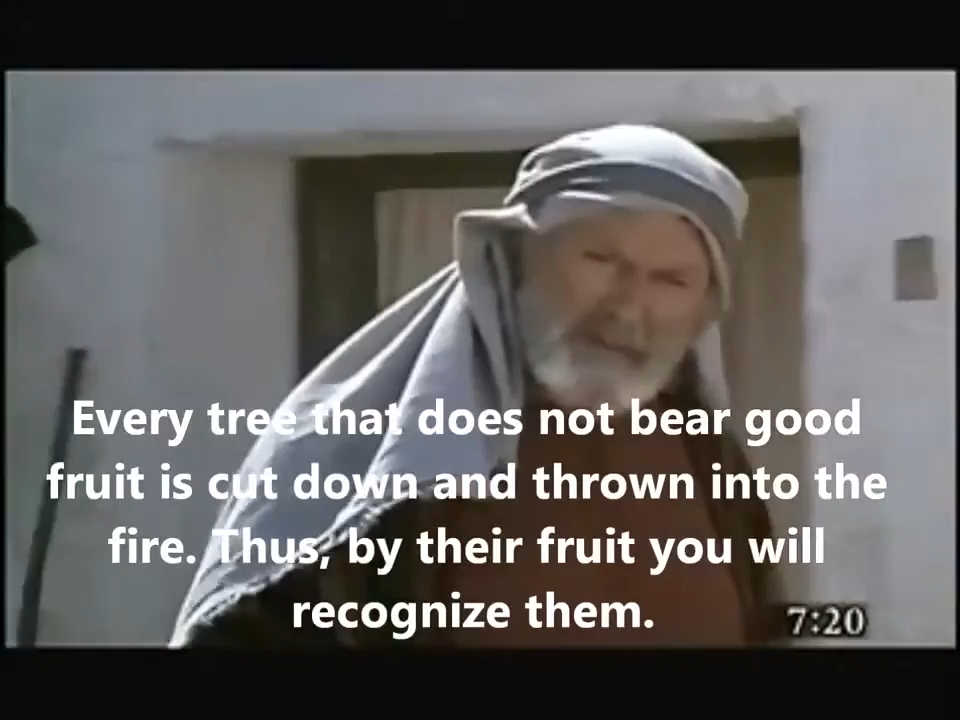 Every tree that does not bear good
fruit is cut down and thrown into the
fire. Thus, by their fruit you will
recognize them.
7:20